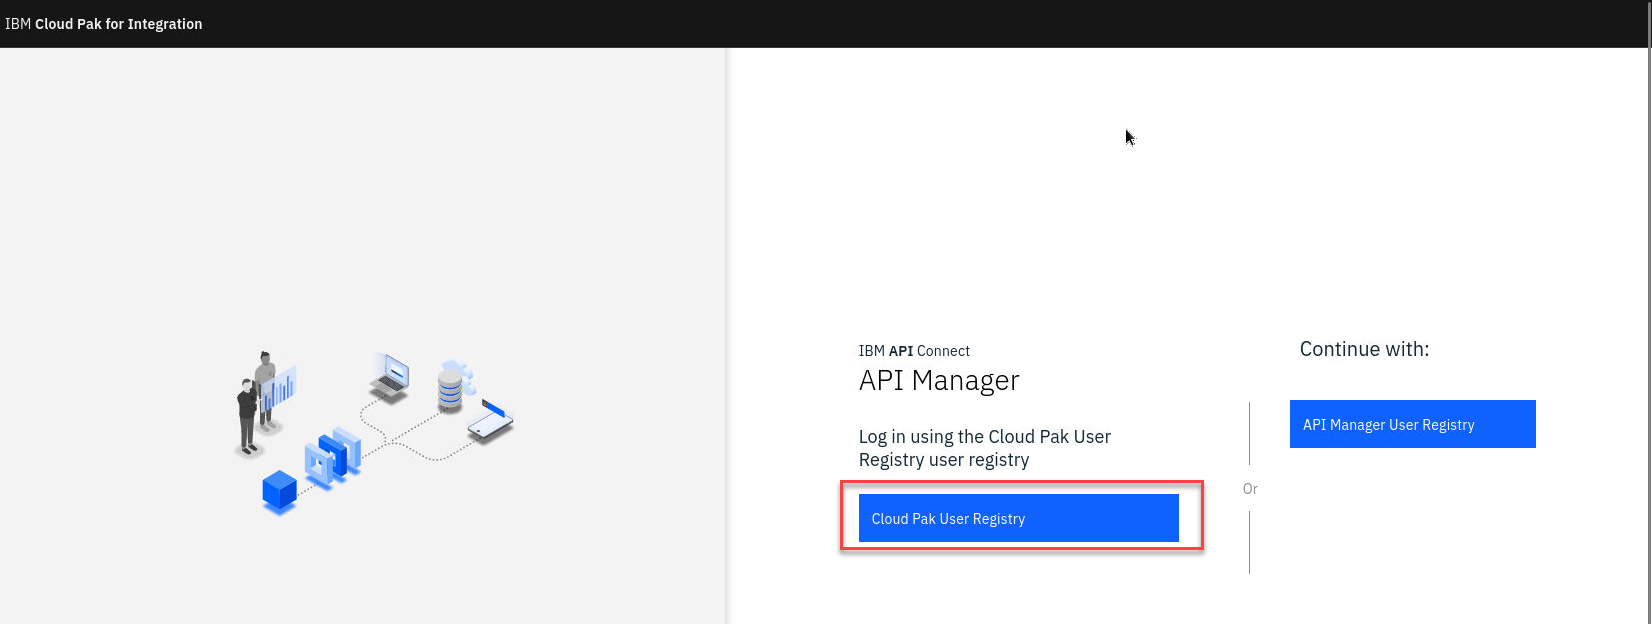 IBM Cloud Pak for Integration
IBM API Connect
API Manager
Log in using the Cloud Pak User
Registry user registry
Cloud Pak User Registry
Or
Continue with:
API Manager User Registry